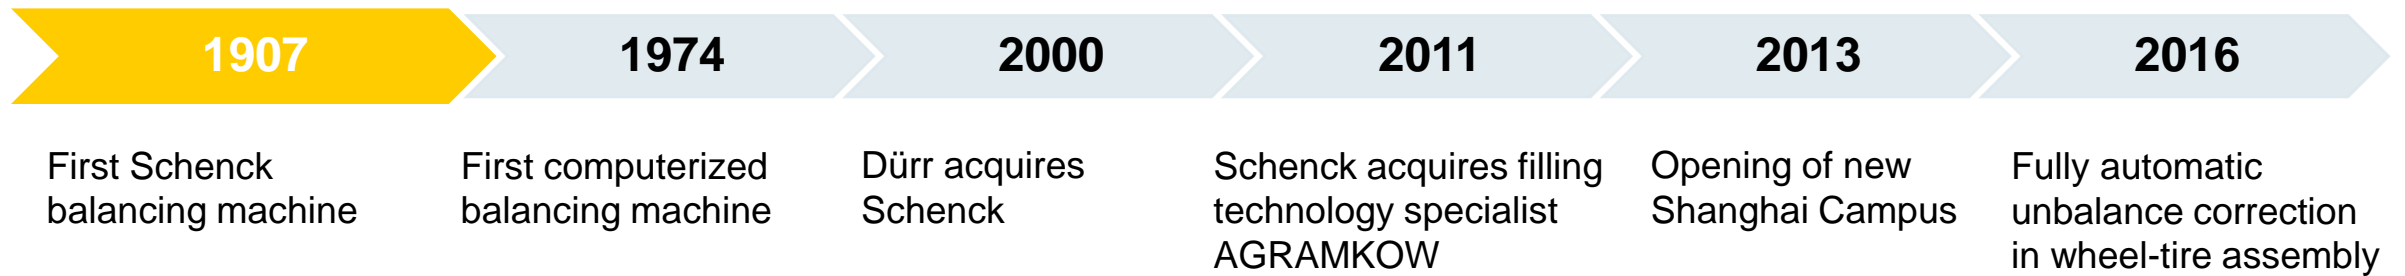 1907
1974
2000
2011
2013
2016
First Schenck
balancing machine
First computerized
balancing machine
Dürr acquires
Schenck
Schenck acquires filling
technology specialist
AGRAMKOW
Opening of new
Shanghai Campus
Fully automatic
unbalance correction
in wheel-tire assembly